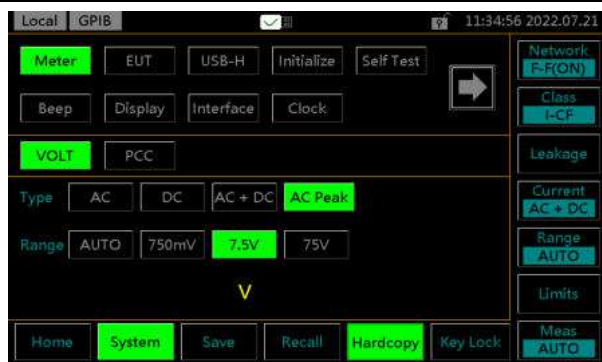 Local GPIB 11:34:56 2022.07.21
Meter EUT USB-H Initialize Self Test
Beep Display Interface Clock
VOLT PCC
Type AC DC AC + DC AC Peak
Range AUTO 750mV 7.5V 75V
V
Home System Save Recall Hardcopy Key Lock
Network
F-F(ON)
Class
I-CF
Leakage
Current
AC + DC
Range
AUTO
Limits
Meas
AUTO